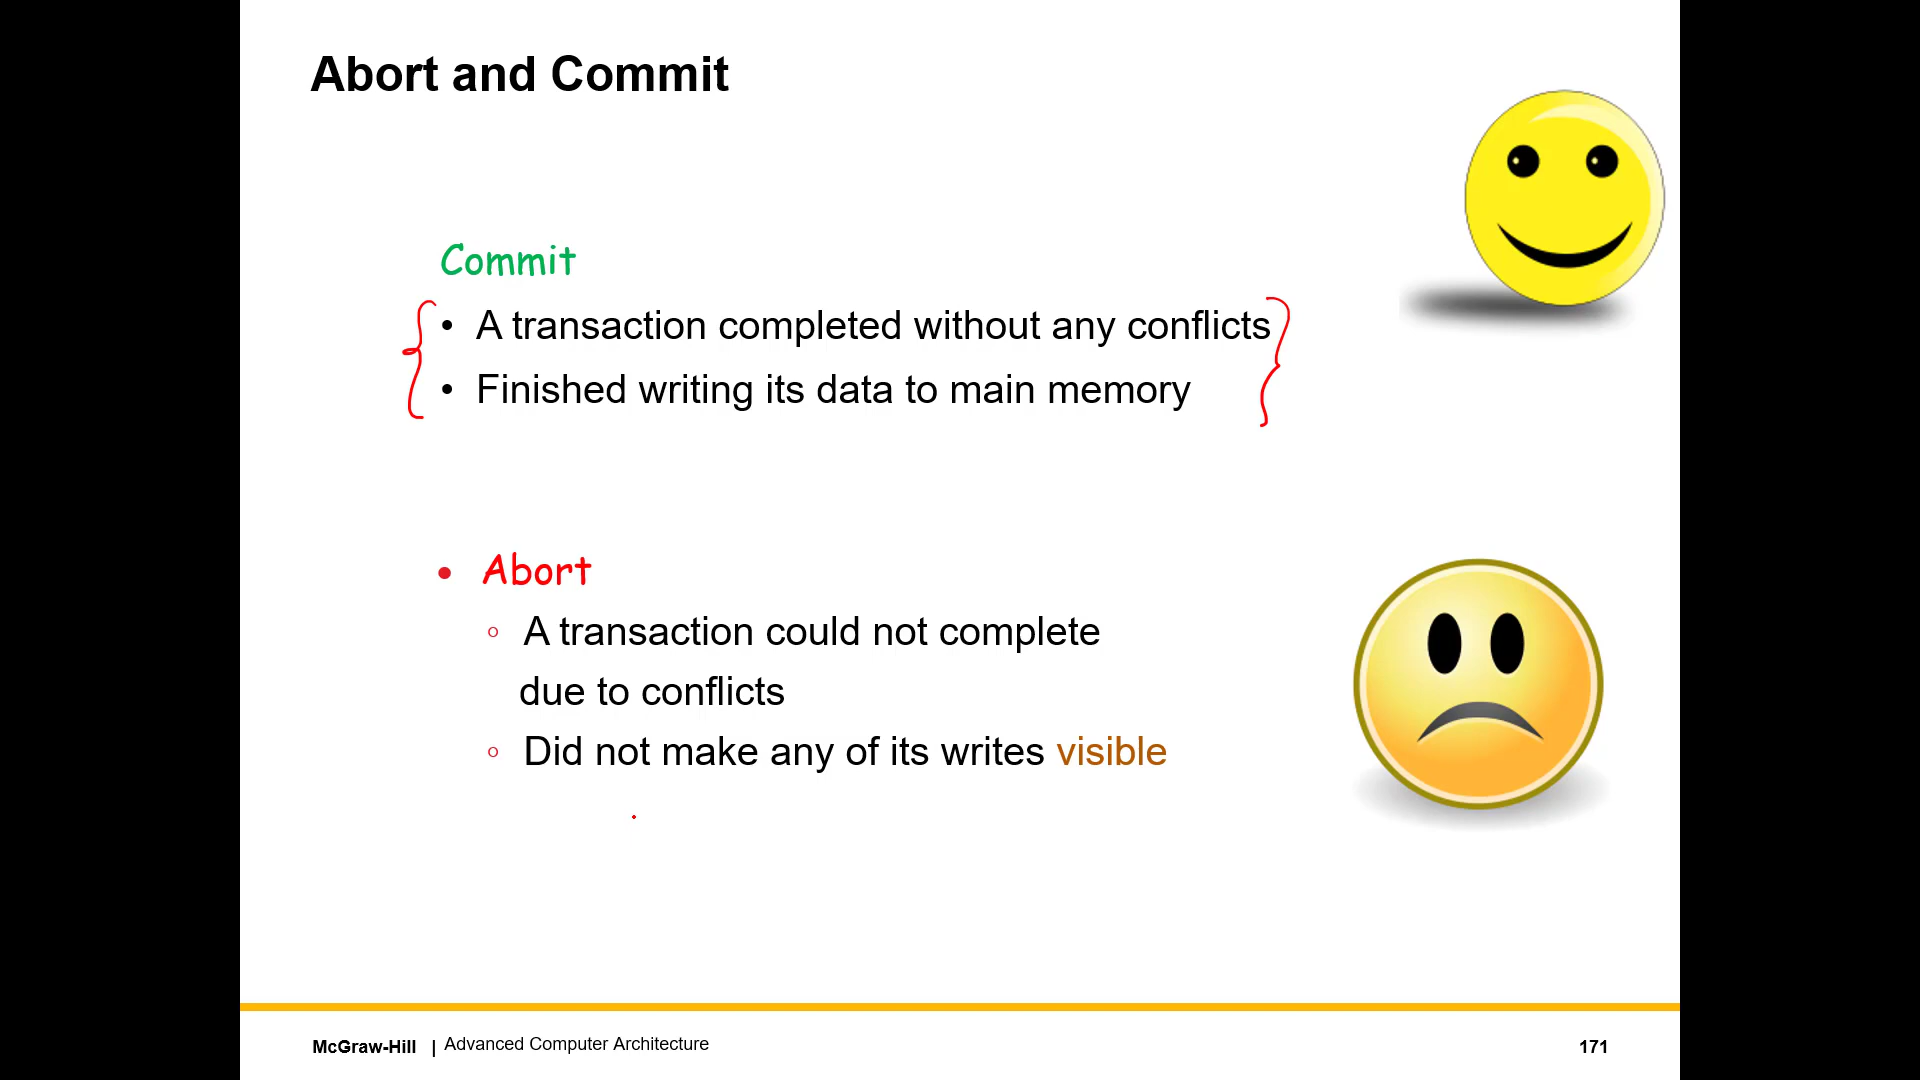 Abort and Commit
Commit
• A transaction completed without any conflicts
• Finished writing its data to main memory
• Abort
○ A transaction could not complete
due to conflicts
○ Did not make any of its writes visible
McGraw-Hill | Advanced Computer Architecture
171